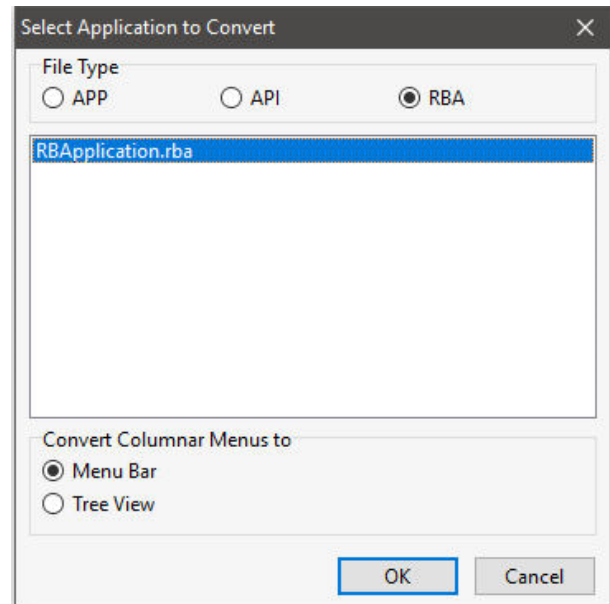 Select Application to Convert
File Type
APP API RBA
RBApplication.rba
Convert Columnar Menus to
Menu Bar
Tree View
OK Cancel